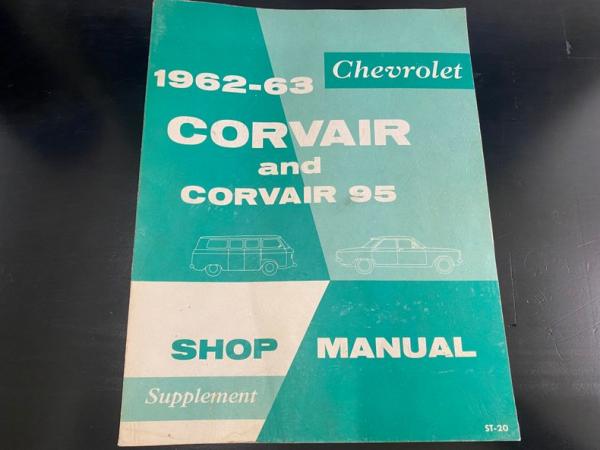 Chevrolet
1962-63
CORVAIR
and
CORVAIR 95
SHOP MANUAL
Supplement
ST-20